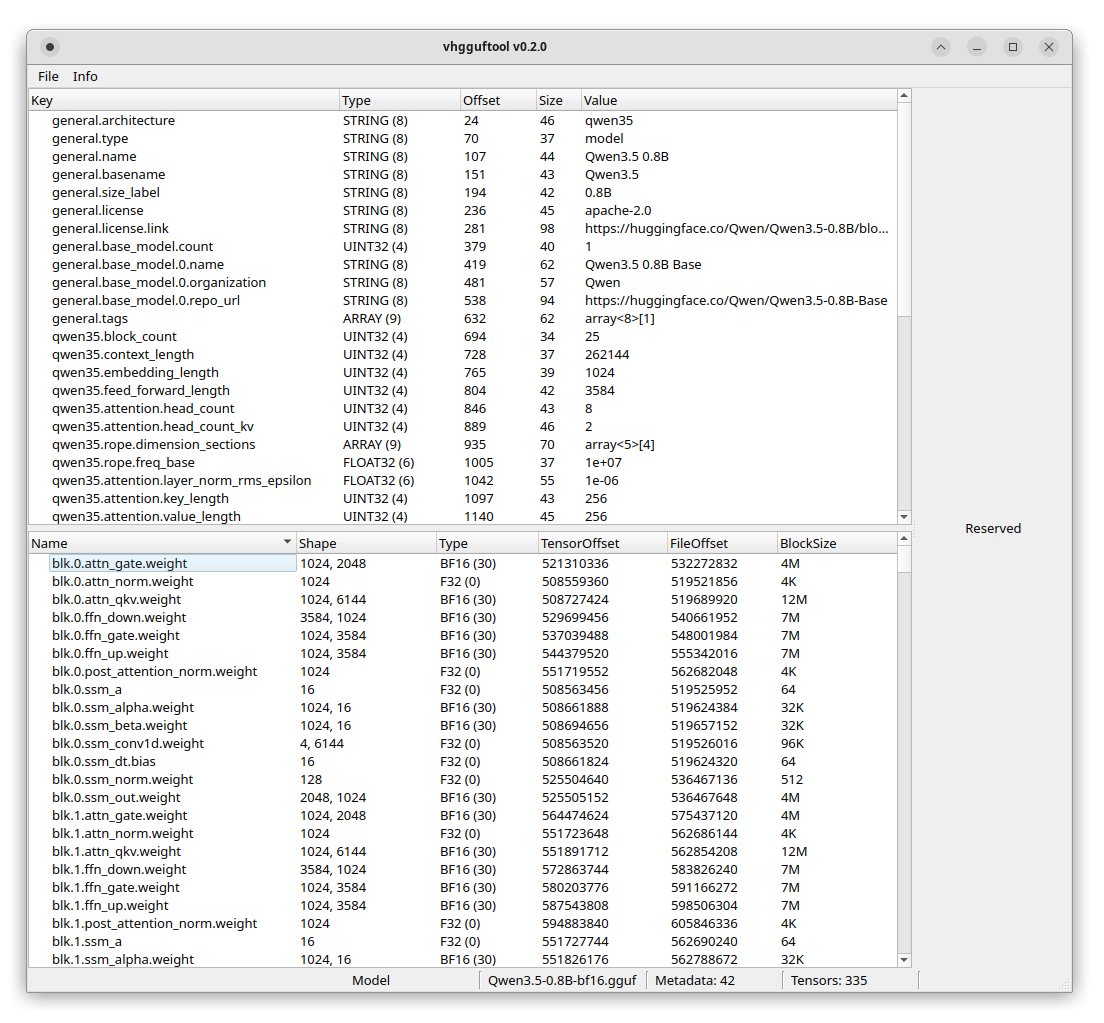 vhgguftool v0.2.0
File Info
Key Type Offset Size Value
general.architecture STRING (8) 24 46 qwen35
general.type STRING (8) 70 37 model
general.name STRING (8) 107 44 Qwen3.5 0.8B
general.basename STRING (8) 151 43 Qwen3.5
general.size_label STRING (8) 194 42 0.8B
general.license STRING (8) 236 45 apache-2.0
general.license.link STRING (8) 281 98 https://huggingface.co/Qwen/Qwen3.5-0.8B/blo...
general.base_model.count UINT32 (4) 379 40 1
general.base_model.0.name STRING (8) 419 62 Qwen3.5 0.8B Base
general.base_model.0.organization STRING (8) 481 57 Qwen
general.base_model.0.repo_url STRING (8) 538 94 https://huggingface.co/Qwen/Qwen3.5-0.8B-Base
general.tags ARRAY (9) 632 62 array<8>[1]
qwen35.block_count UINT32 (4) 694 34 25
qwen35.context_length UINT32 (4) 728 37 262144
qwen35.embedding_length UINT32 (4) 765 39 1024
qwen35.feed_forward_length UINT32 (4) 804 42 3584
qwen35.attention.head_count UINT32 (4) 846 43 8
qwen35.attention.head_count_kv UINT32 (4) 889 46 2
qwen35.rope.dimension_sections ARRAY (9) 935 70 array<5>[4]
qwen35.rope.freq_base FLOAT32 (6) 1005 37 1e+07
qwen35.attention.layer_norm_rms_epsilon FLOAT32 (6) 1042 55 1e-06
qwen35.attention.key_length UINT32 (4) 1097 43 256
qwen35.attention.value_length UINT32 (4) 1140 45 256
Reserved
Name Shape Type TensorOffset FileOffset BlockSize
blk.0.attn_gate.weight 1024, 2048 BF16 (30) 521310336 532272832 4M
blk.0.attn_norm.weight 1024 F32 (0) 508559360 519521856 4K
blk.0.attn_qkv.weight 1024, 6144 BF16 (30) 508727424 519689920 12M
blk.0.ffn_down.weight 3584, 1024 BF16 (30) 529699456 540661952 7M
blk.0.ffn_gate.weight 1024, 3584 BF16 (30) 537039488 548001984 7M
blk.0.ffn_up.weight 1024, 3584 BF16 (30) 544379520 555342016 7M
blk.0.post_attention_norm.weight 1024 F32 (0) 551719552 562682048 4K
blk.0.ssm_a 16 F32 (0) 508563456 519525952 64
blk.0.ssm_alpha.weight 1024, 16 BF16 (30) 508661888 519624384 32K
blk.0.ssm_beta.weight 1024, 16 BF16 (30) 508694656 519657152 32K
blk.0.ssm_conv1d.weight 4, 6144 F32 (0) 508563520 519526016 96K
blk.0.ssm_dt.bias 16 F32 (0) 508661824 519624320 64
blk.0.ssm_norm.weight 128 F32 (0) 525504640 536467136 512
blk.0.ssm_out.weight 2048, 1024 BF16 (30) 525505152 536467648 4M
blk.1.attn_gate.weight 1024, 2048 BF16 (30) 564474624 575437120 4M
blk.1.attn_norm.weight 1024 F32 (0) 551723648 562686144 4K
blk.1.attn_qkv.weight 1024, 6144 BF16 (30) 551891712 562854208 12M
blk.1.ffn_down.weight 3584, 1024 BF16 (30) 572863744 583826240 7M
blk.1.ffn_gate.weight 1024, 3584 BF16 (30) 580203776 591166272 7M
blk.1.ffn_up.weight 1024, 3584 BF16 (30) 587543808 598506304 7M
blk.1.post_attention_norm.weight 1024 F32 (0) 594883840 605846336 4K
blk.1.ssm_a 16 F32 (0) 551727744 562690240 64
blk.1.ssm_alpha.weight 1024, 16 BF16 (30) 551826176 562788672 32K
Model Qwen3.5-0.8B-bf16.gguf Metadata: 42 Tensors: 335